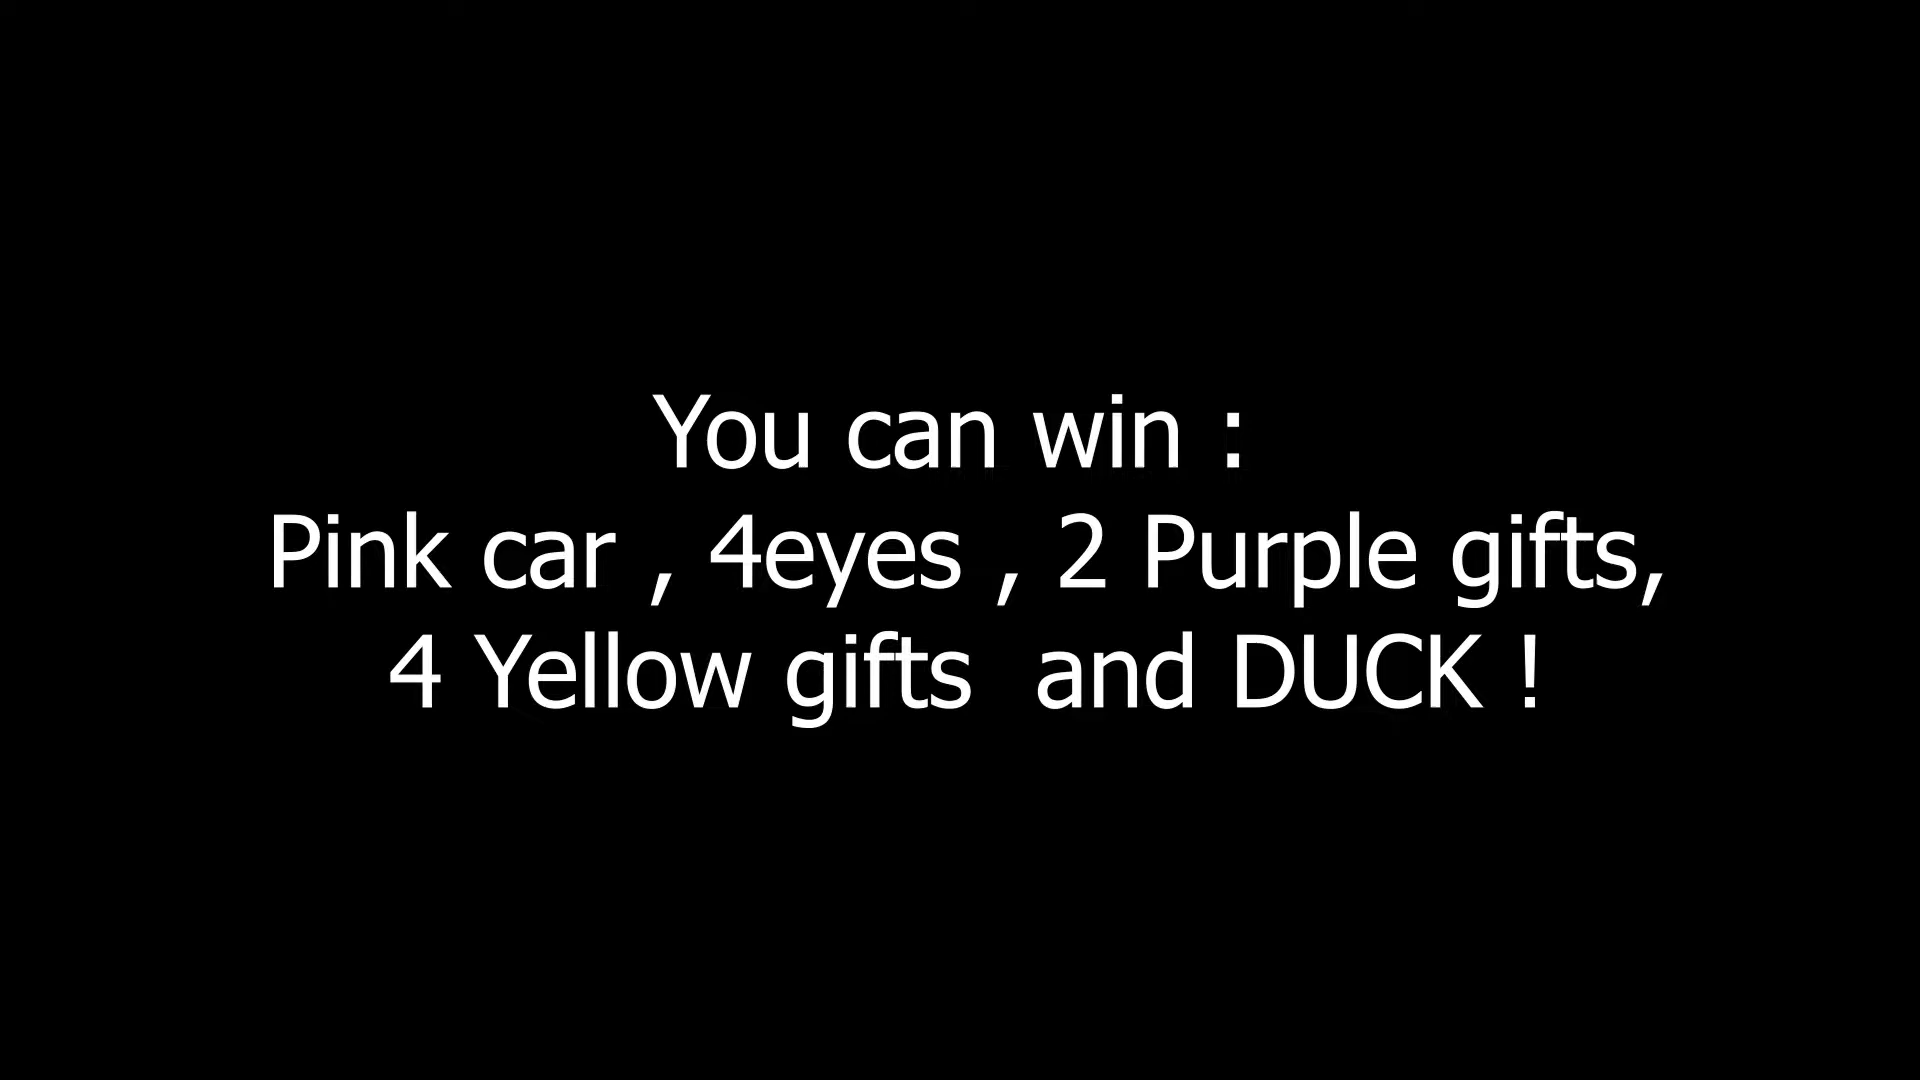 You can win :
Pink car , 4eyes , 2 Purple gifts,
4 Yellow gifts  and DUCK !